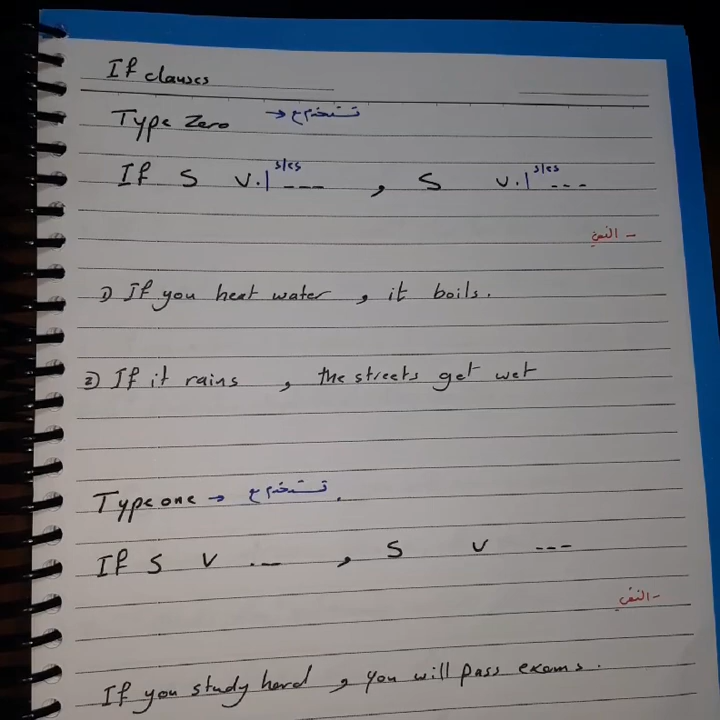 If clauses
Type Zero → تستخدم مع
s/es s/es
If S V.1 --- , S V.1 ---
- النفي
1) If you heat water , it boils.
2) If it rains , the streets get wet
Type one → تستخدم مع .
If S V --- , S V ---
- النفي
If you study hard , you will pass exams.